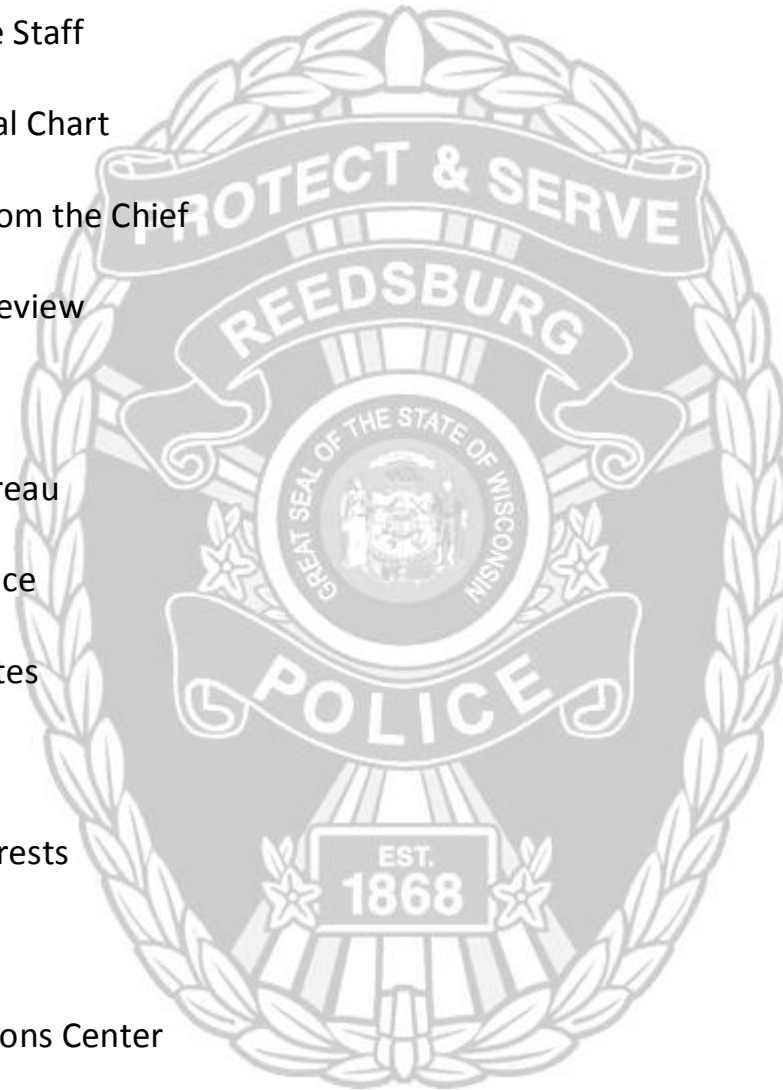 e Staff
al Chart
PROTECT & SERVE
om the Chief
REEDSBURG
eview
GREAT SEAL OF THE STATE OF WISCONSIN
reau
ce
tes
POLICE
rests
EST.
1868
ons Center